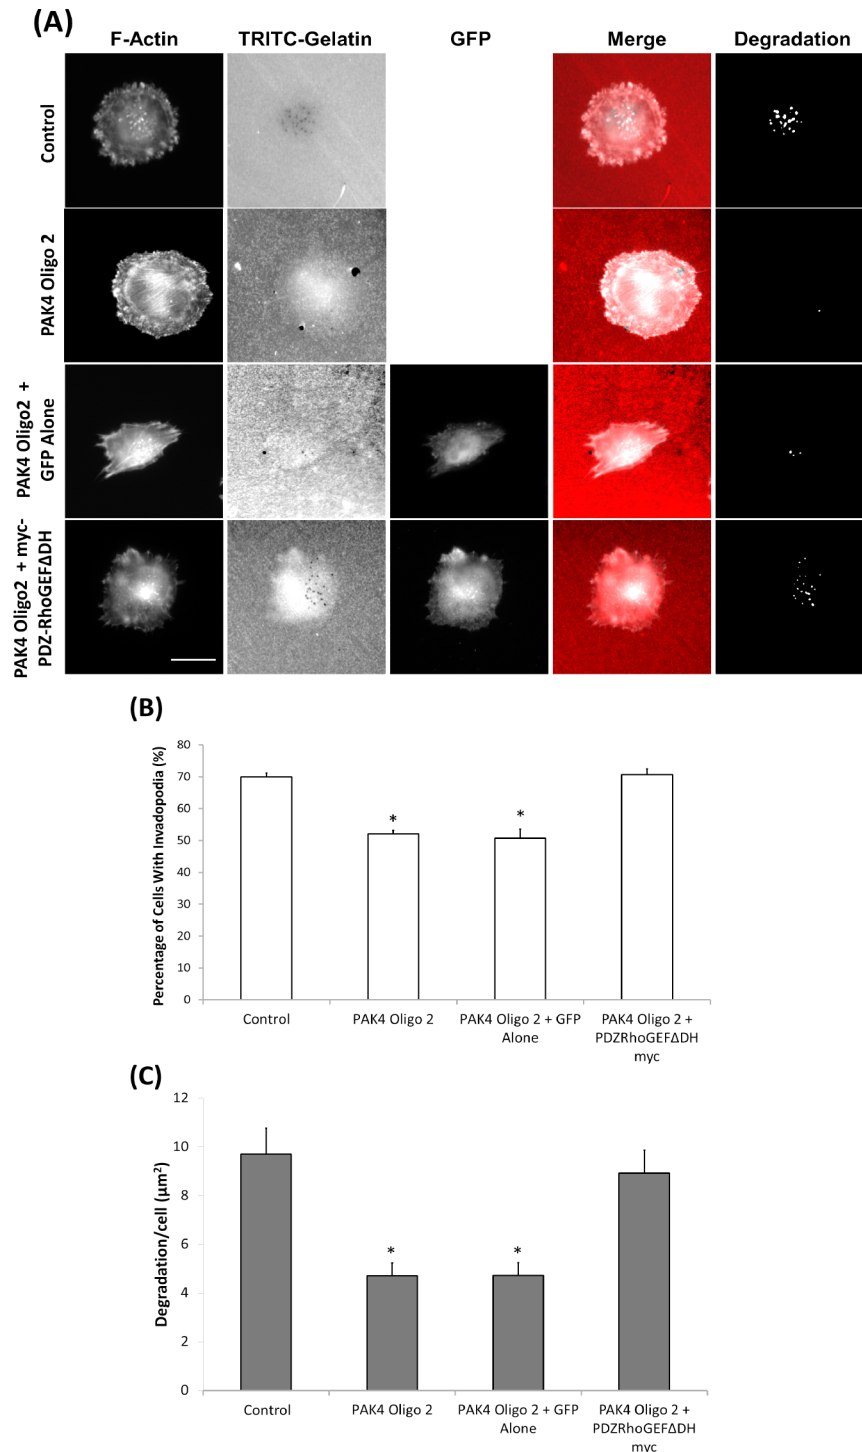 (A)
F-Actin TRITC-Gelatin GFP Merge Degradation
Control
PAK4 Oligo 2
PAK4 Oligo2 +
GFP Alone
PAK4 Oligo2 + myc-
PDZ-RhoGEFΔDH
(B)
Percentage of Cells With Invadopodia (%)
80
70
60
50
40
30
20
10
0
*
*
Control
PAK4 Oligo 2
PAK4 Oligo 2 + GFP
Alone
PAK4 Oligo 2 +
PDZRhoGEFΔDH
myc
(C)
Degradation/cell (µm²)
12
10
8
6
4
2
0
*
*
Control
PAK4 Oligo 2
PAK4 Oligo 2 + GFP
Alone
PAK4 Oligo 2 +
PDZRhoGEFΔDH
myc